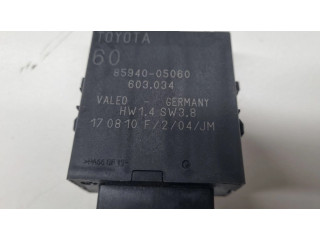 TOYOTA
60
85940-05060
603.034
VALEO - GERMANY
HW1.4 SW3.8
17 08 10 F/2/04/JM